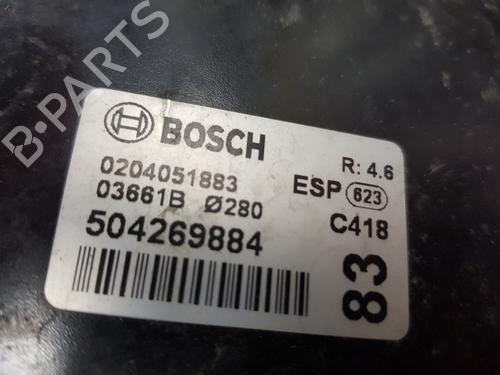 B-PARTS
BOSCH
R: 4.6
0204051883
ESP 623
03661B Ø280
C418
504269884
83